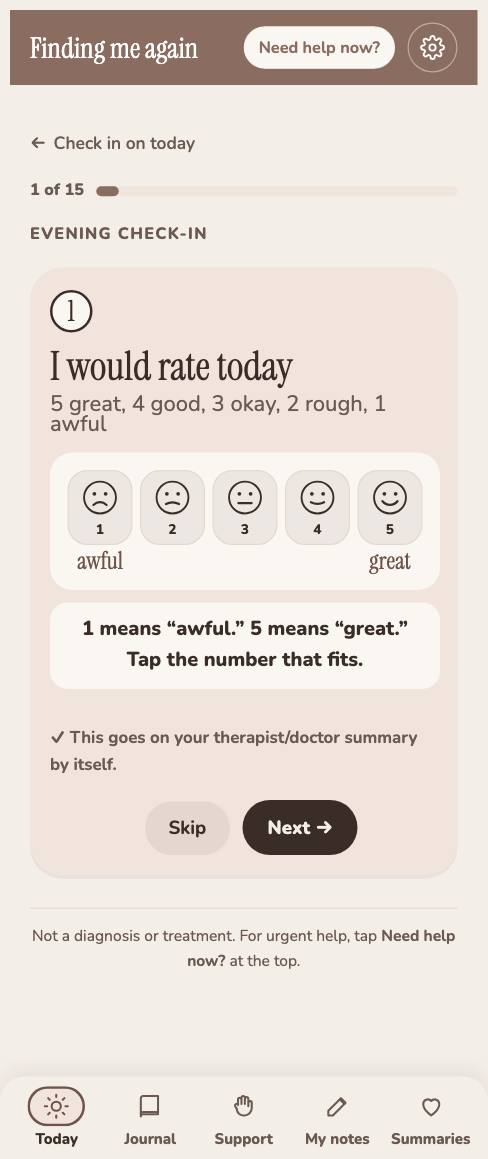 Finding me again
Need help now?
← Check in on today
1 of 15
EVENING CHECK-IN
1
I would rate today
5 great, 4 good, 3 okay, 2 rough, 1
awful
1 2 3 4 5
awful great
1 means “awful.” 5 means “great.”
Tap the number that fits.
✓ This goes on your therapist/doctor summary
by itself.
Skip
Next →
Not a diagnosis or treatment. For urgent help, tap Need help
now? at the top.
Today Journal Support My notes Summaries